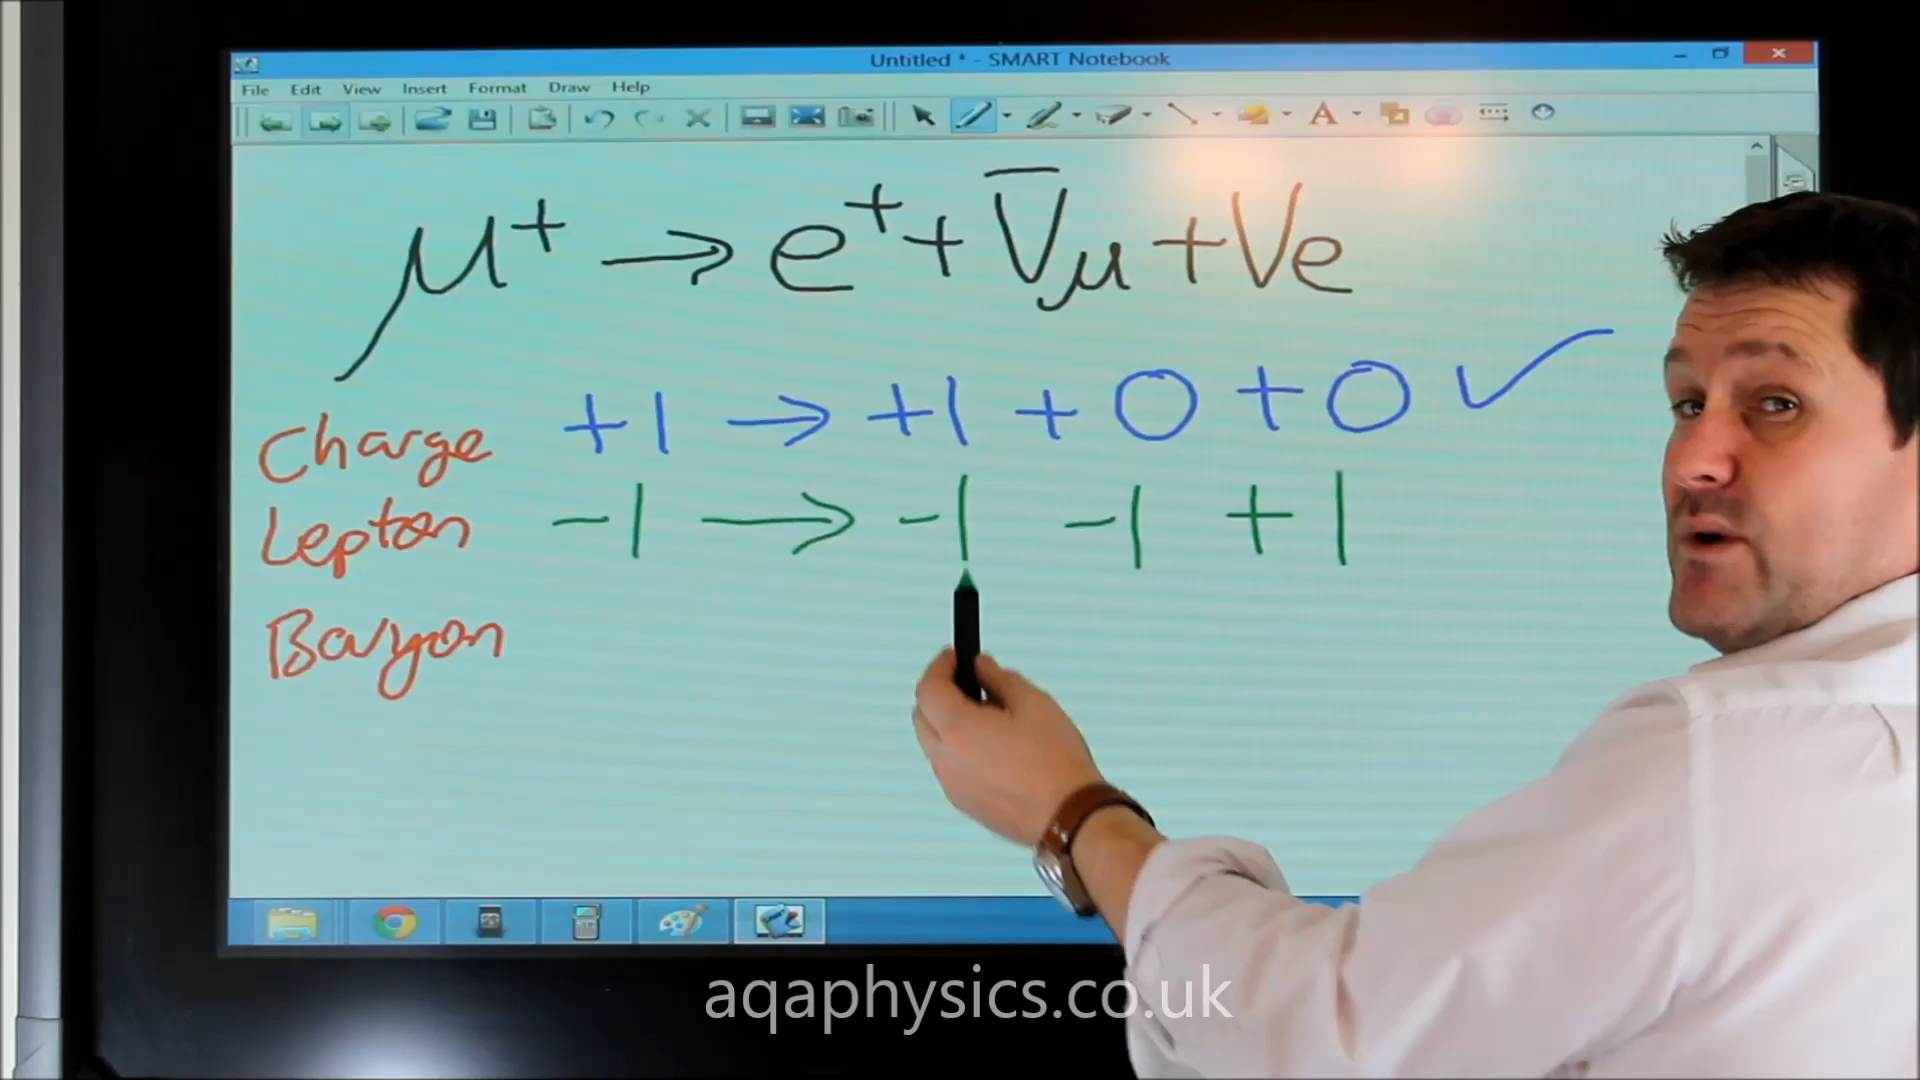 Untitled * - SMART Notebook
File Edit View Insert Format Draw Help
μ⁺ → e⁺ + ν̅μ + νe
Charge +1 → +1 + 0 + 0 ✓
Lepton -1 → -1 -1 +1
Baryon
aqaphysics.co.uk